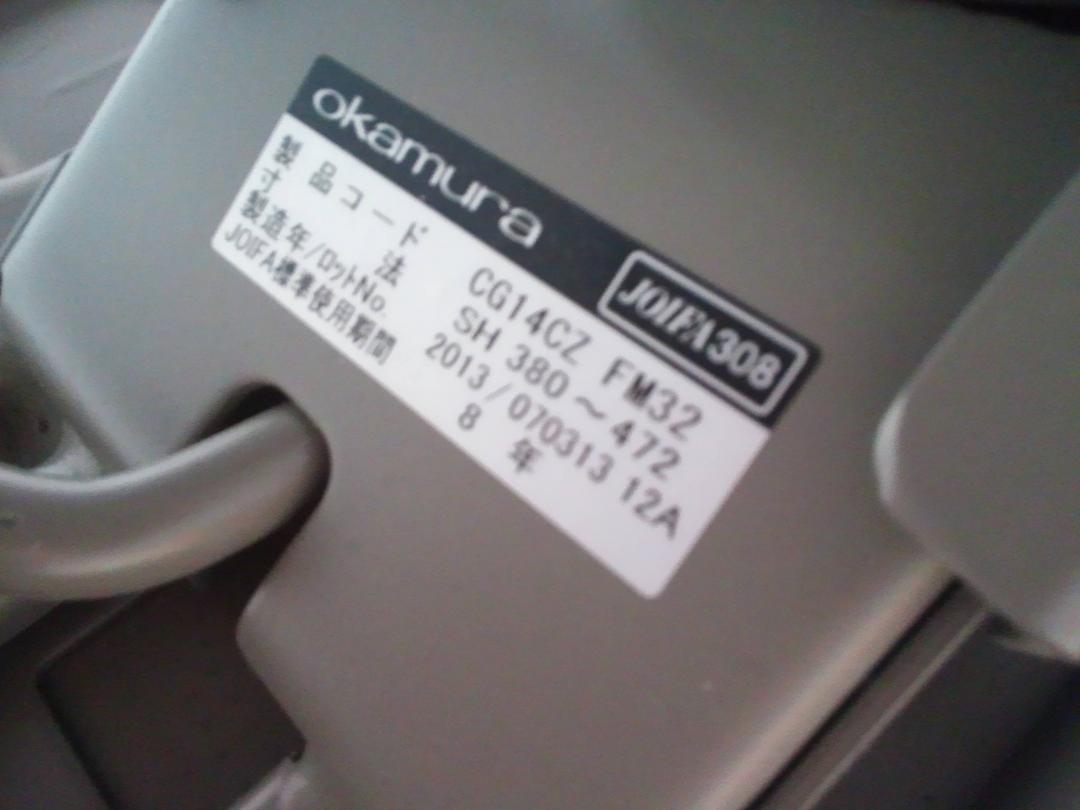 okamura
JOIFA308
製品コード CG14CZ FM32
寸法 SH 380～472
製造年/ロットNo. 2013/070313 12A
JOIFA標準使用期間 8 年